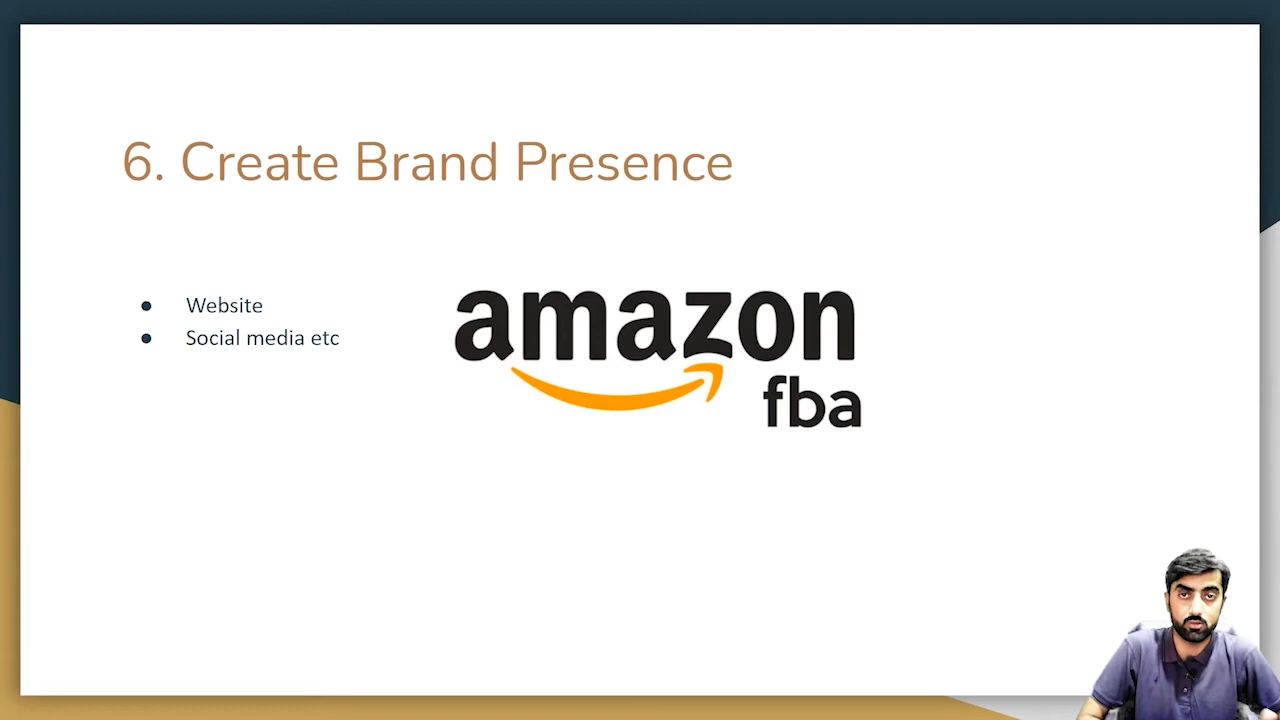 6. Create Brand Presence
● Website
● Social media etc
amazon
fba